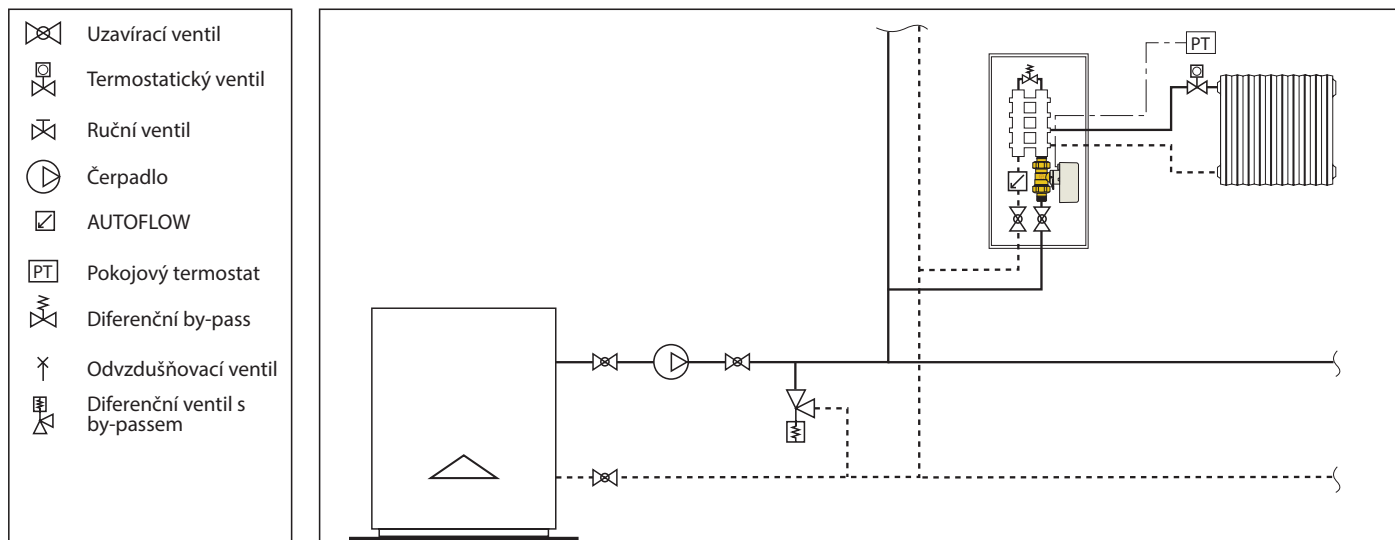 Uzavírací ventil
Termostatický ventil
Ruční ventil
Čerpadlo
AUTOFLOW
PT Pokojový termostat
Diferenční by-pass
Odvzdušňovací ventil
Diferenční ventil s
by-passem
PT